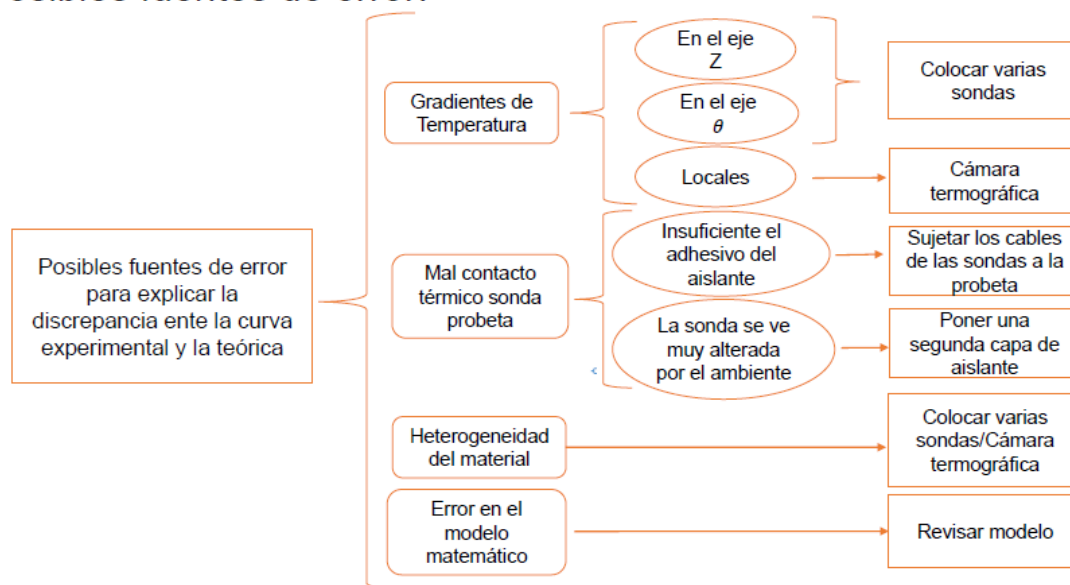 Posibles fuentes de error
para explicar la
discrepancia ente la curva
experimental y la teórica
Gradientes de
Temperatura
En el eje
Z
En el eje
θ
Locales
Colocar varias
sondas
Cámara
termográfica
Mal contacto
térmico sonda
probeta
Insuficiente el
adhesivo del
aislante
La sonda se ve
muy alterada
por el ambiente
Sujetar los cables
de las sondas a la
probeta
Poner una
segunda capa de
aislante
Heterogeneidad
del material
Colocar varias
sondas/Cámara
termográfica
Error en el
modelo
matemático
Revisar modelo